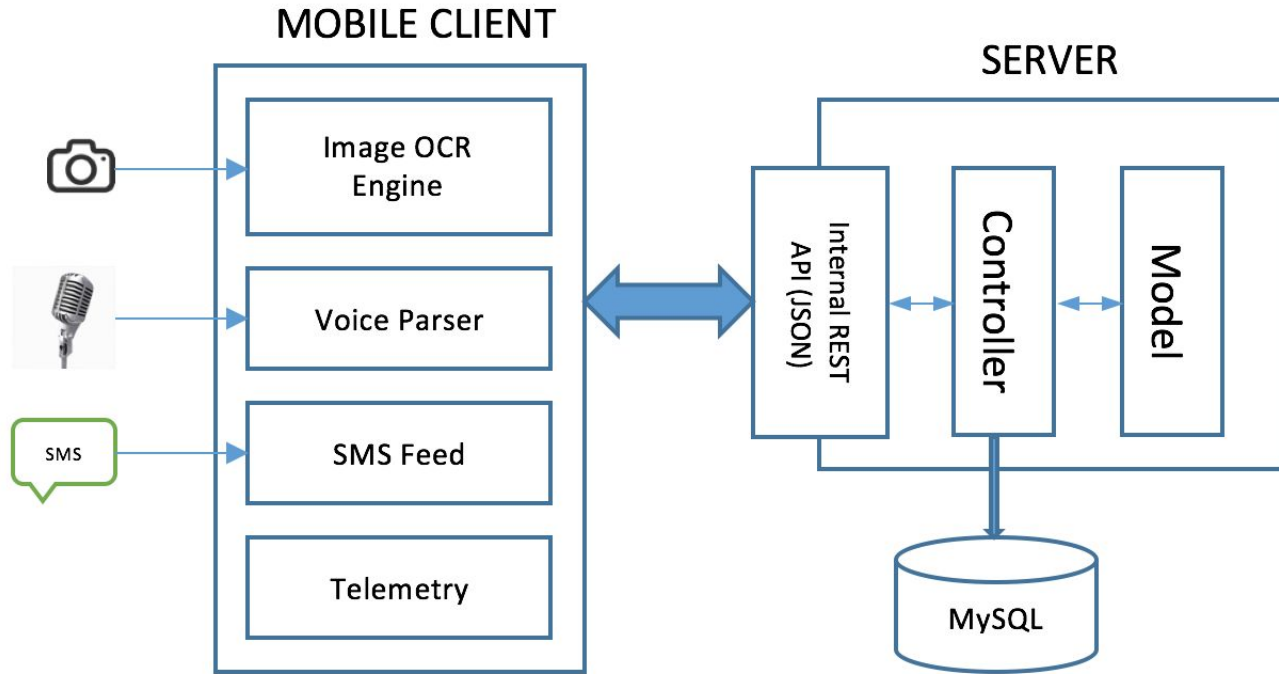 MOBILE CLIENT
SERVER
Image OCR
Engine
Voice Parser
SMS
SMS Feed
Telemetry
Internal REST
API (JSON)
Controller
Model
MySQL